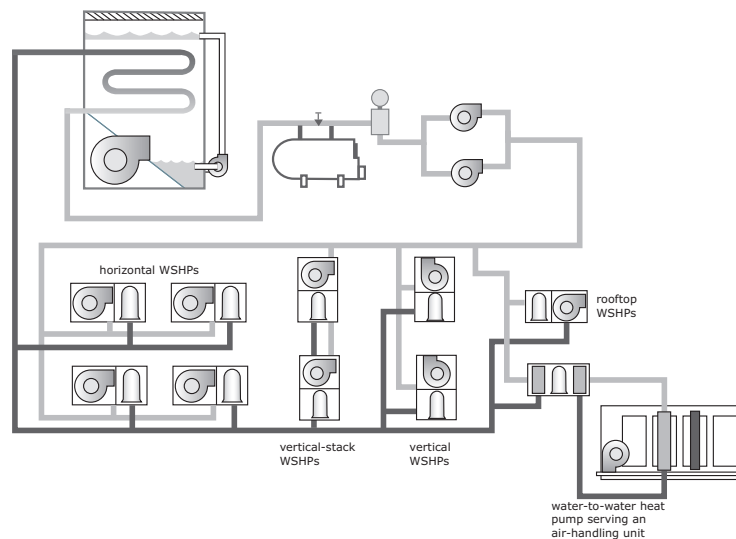 horizontal WSHPs
rooftop
WSHPs
vertical-stack
WSHPs
vertical
WSHPs
water-to-water heat
pump serving an
air-handling unit